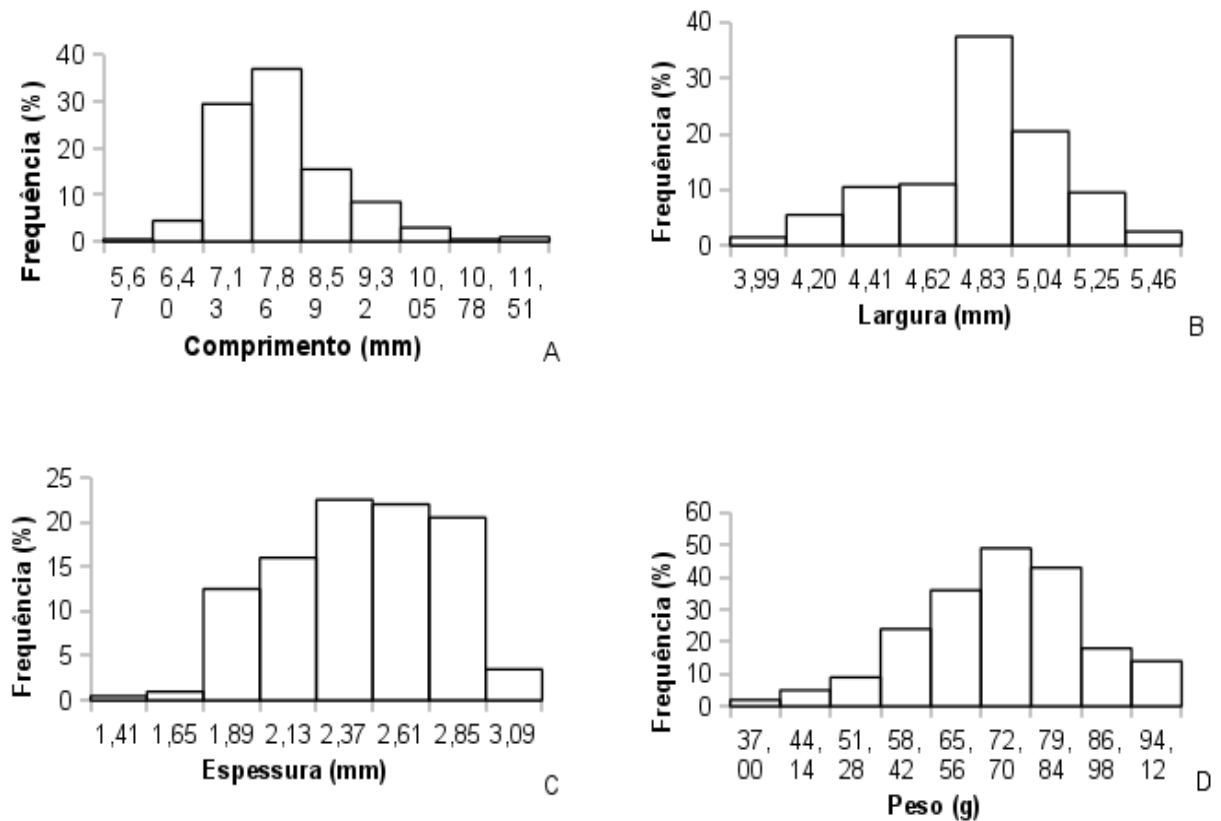 Frequência (%)
40
30
20
10
0
5,6 6,4 7,1 7,8 8,5 9,3 10, 10, 11,
7 0 3 6 9 2 05 78 51
Comprimento (mm)
A
Frequência (%)
40
30
20
10
0
3,99 4,20 4,41 4,62 4,83 5,04 5,25 5,46
Largura (mm)
B
Frequência (%)
25
20
15
10
5
0
1,41 1,65 1,89 2,13 2,37 2,61 2,85 3,09
Espessura (mm)
C
Frequência (%)
60
50
40
30
20
10
0
37, 44, 51, 58, 65, 72, 79, 86, 94,
00 14 28 42 56 70 84 98 12
Peso (g)
D